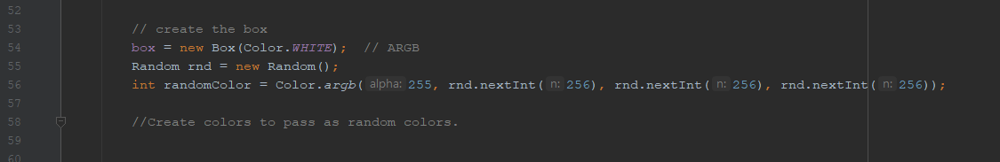 52
53 // create the box
54 box = new Box(Color.WHITE); // ARGB
55 Random rnd = new Random();
56 int randomColor = Color.argb( alpha: 255, rnd.nextInt( n: 256), rnd.nextInt( n: 256), rnd.nextInt( n: 256));
57
58 //Create colors to pass as random colors.
59
60